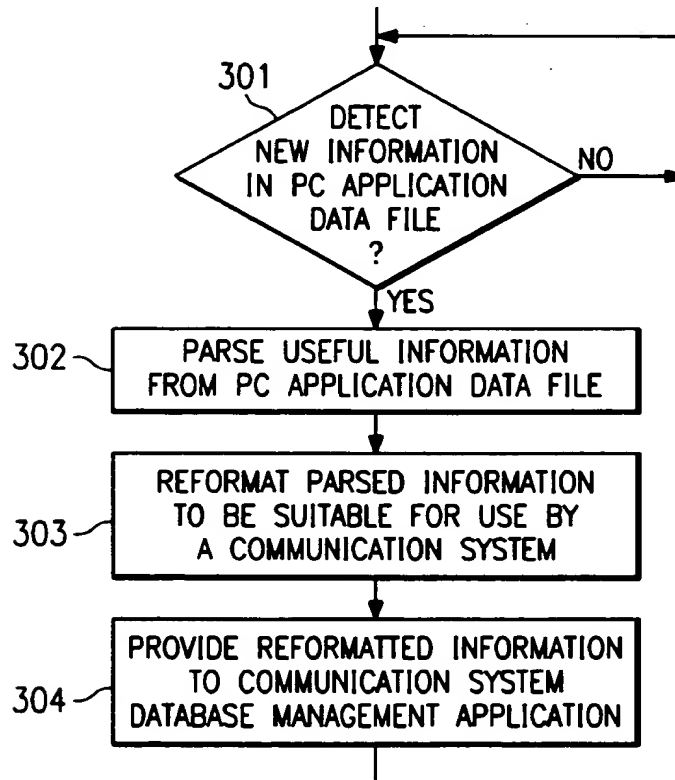 301
DETECT
NEW INFORMATION
IN PC APPLICATION
DATA FILE
?
NO
YES
302
PARSE USEFUL INFORMATION
FROM PC APPLICATION DATA FILE
303
REFORMAT PARSED INFORMATION
TO BE SUITABLE FOR USE BY
A COMMUNICATION SYSTEM
304
PROVIDE REFORMATTED INFORMATION
TO COMMUNICATION SYSTEM
DATABASE MANAGEMENT APPLICATION